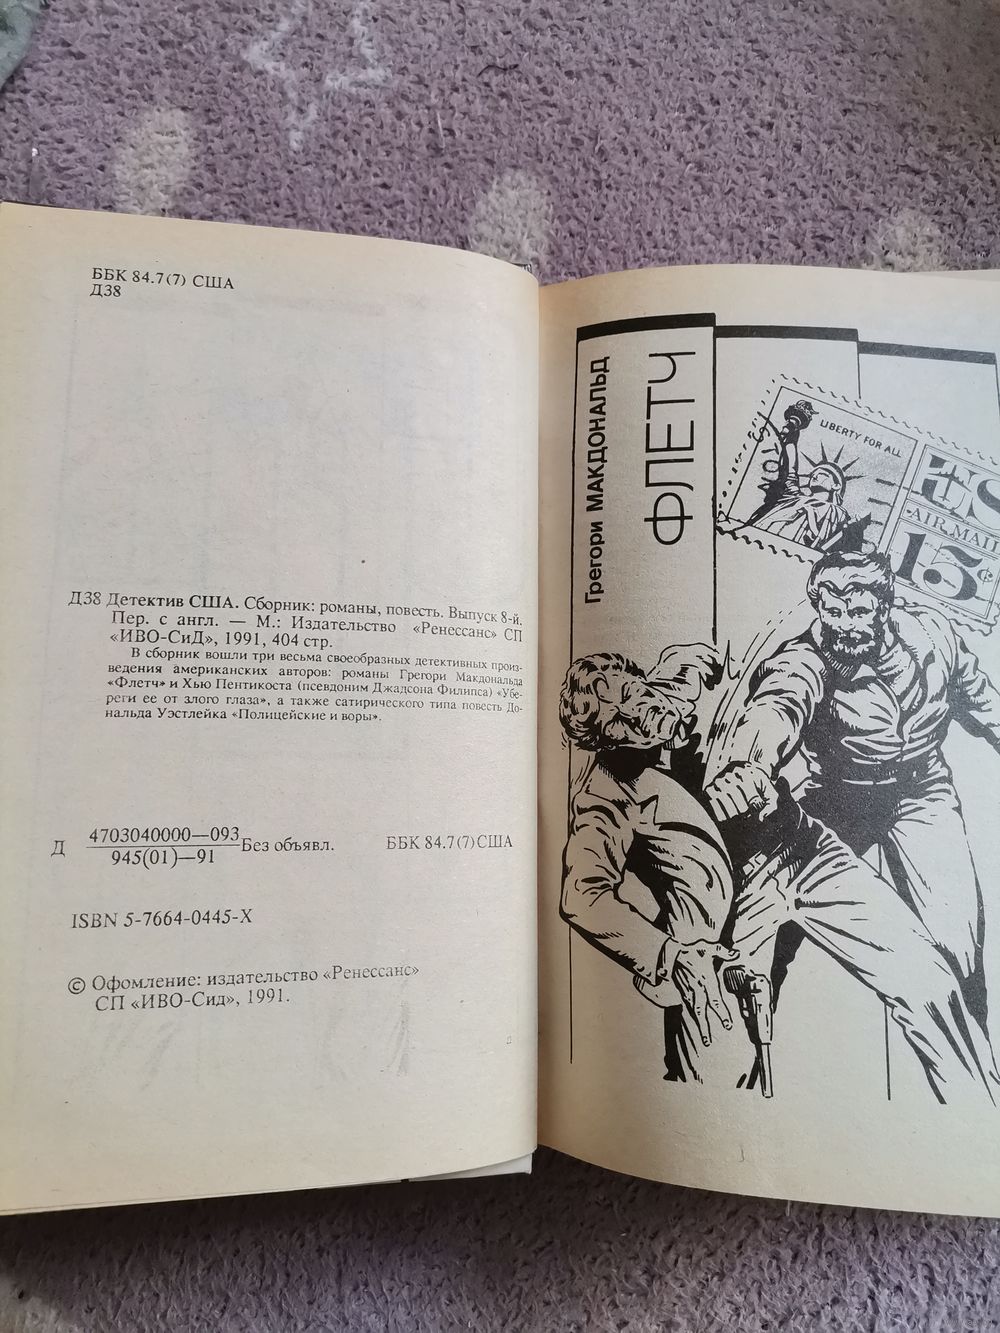 ББК 84.7(7) США
Д38
Д38 Детектив США. Сборник: романы, повесть. Выпуск 8-й.
Пер. с англ. — М.: Издательство «Ренессанс» СП
«ИВО-СиД», 1991, 404 стр.
В сборник вошли три весьма своеобразных детективных произ-
ведения американских авторов: романы Грегори Макдональда
«Флетч» и Хью Пентикоста (псевдоним Джадсона Филипса) «Убе-
реги ее от злого глаза», а также сатирического типа повесть До-
нальда Уэстлейка «Полицейские и воры».
Д 4703040000—093
945(01)—91 Без объявл. ББК 84.7(7) США
ISBN 5-7664-0445-X
© Офомление: издательство «Ренессанс»
СП «ИВО-Сид», 1991.
Грегори МАКДОНАЛЬД
ФЛЕТЧ
LIBERTY FOR ALL
US
AIR MAIL
15¢